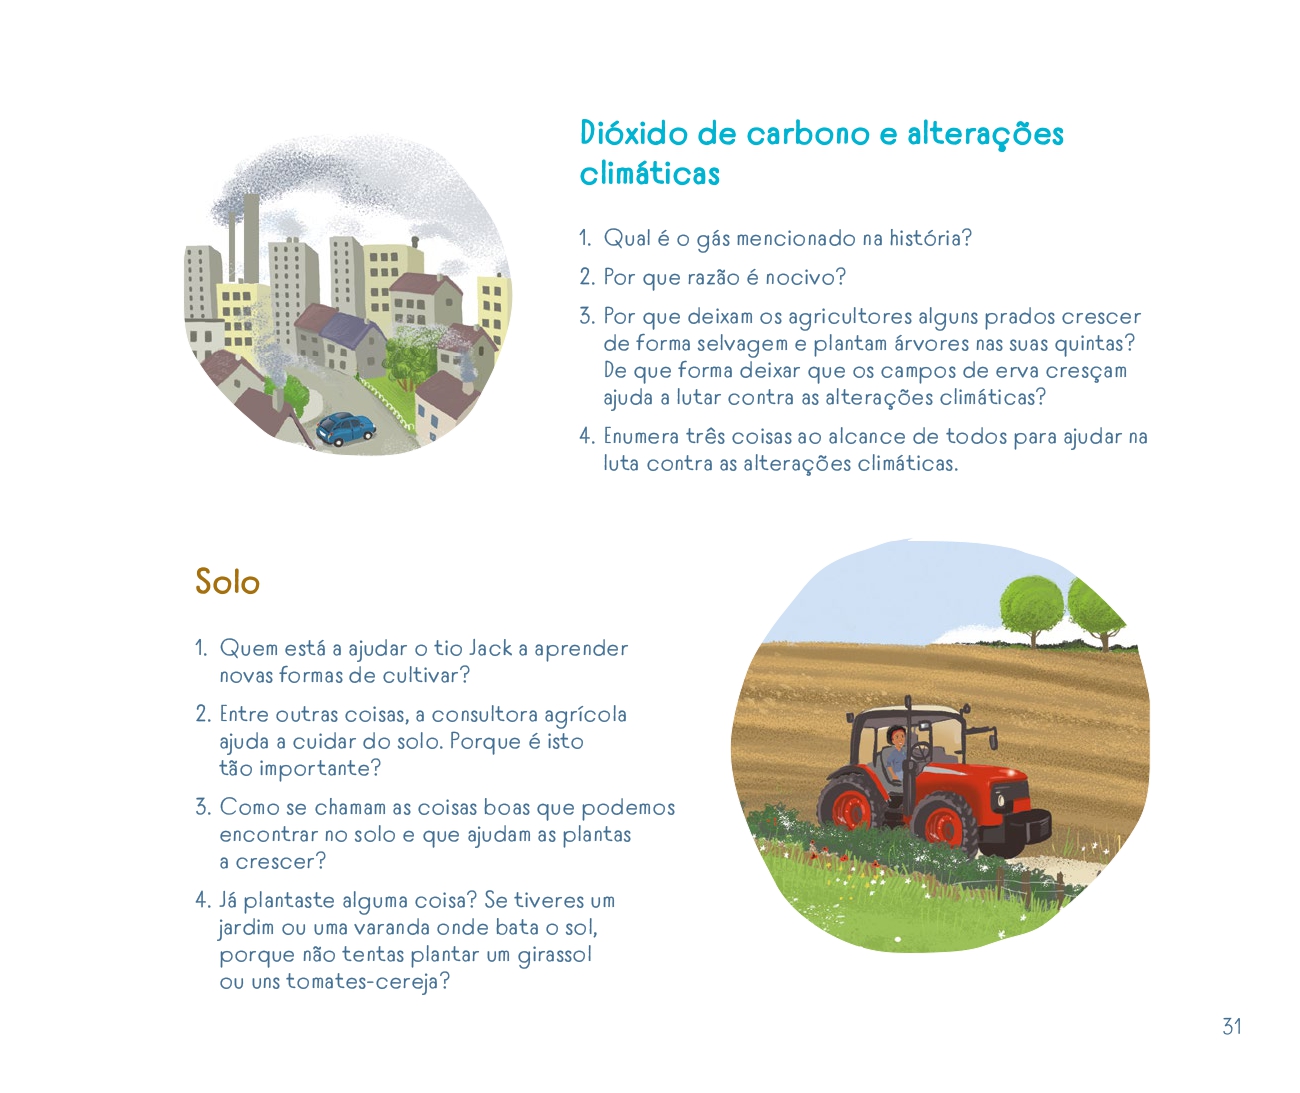 Dióxido de carbono e alterações
climáticas
1. Qual é o gás mencionado na história?
2. Por que razão é nocivo?
3. Por que deixam os agricultores alguns prados crescer
de forma selvagem e plantam árvores nas suas quintas?
De que forma deixar que os campos de erva cresçam
ajuda a lutar contra as alterações climáticas?
4. Enumera três coisas ao alcance de todos para ajudar na
luta contra as alterações climáticas.
Solo
1. Quem está a ajudar o tio Jack a aprender
novas formas de cultivar?
2. Entre outras coisas, a consultora agrícola
ajuda a cuidar do solo. Porque é isto
tão importante?
3. Como se chamam as coisas boas que podemos
encontrar no solo e que ajudam as plantas
a crescer?
4. Já plantaste alguma coisa? Se tiveres um
jardim ou uma varanda onde bata o sol,
porque não tentas plantar um girassol
ou uns tomates-cereja?
31